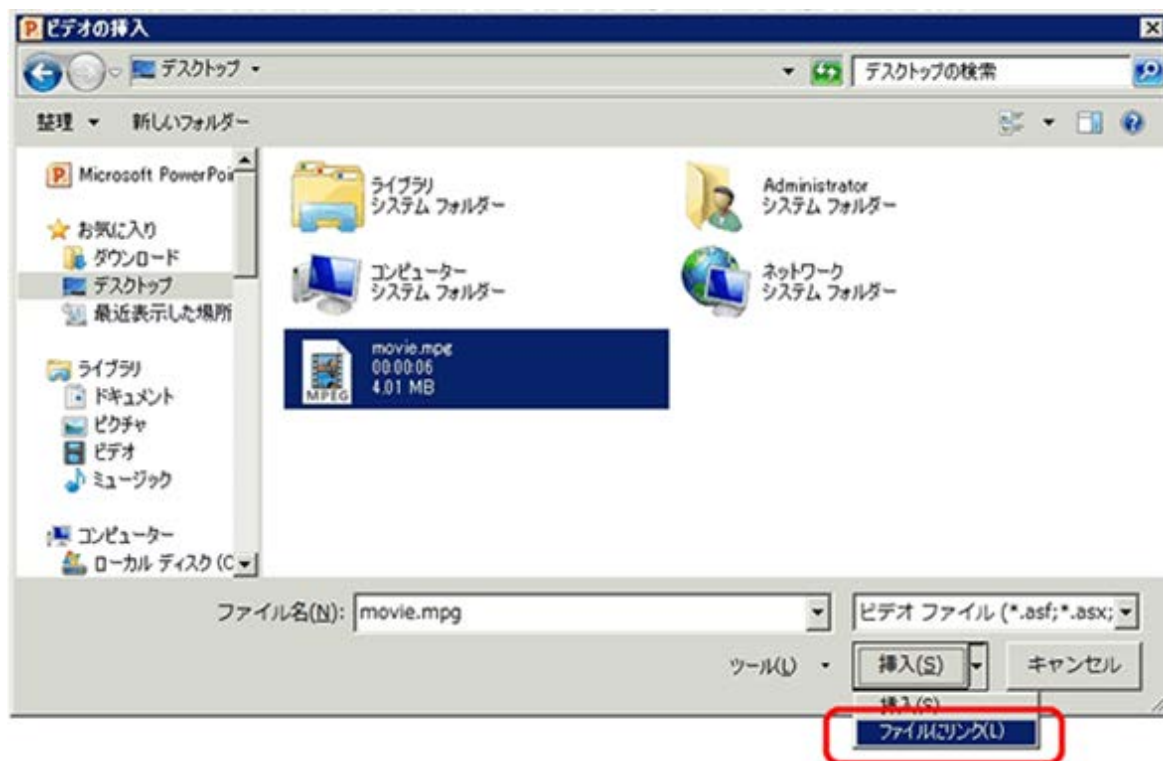 ビデオの挿入
デスクトップ
デスクトップの検索
整理
新しいフォルダー
Microsoft PowerPoi
お気に入り
ダウンロード
デスクトップ
最近表示した場所
ライブラリ
ドキュメント
ピクチャ
ビデオ
ミュージック
コンピューター
ローカル ディスク (C
ライブラリ
システム フォルダー
Administrator
システム フォルダー
コンピューター
システム フォルダー
ネットワーク
システム フォルダー
movie.mpg
00:00:06
4.01 MB
MPEG
ファイル名(N): movie.mpg
ビデオ ファイル (*.asf;*.asx;
ツール(L)
挿入(S)
キャンセル
挿入(S)
ファイルにリンク(L)